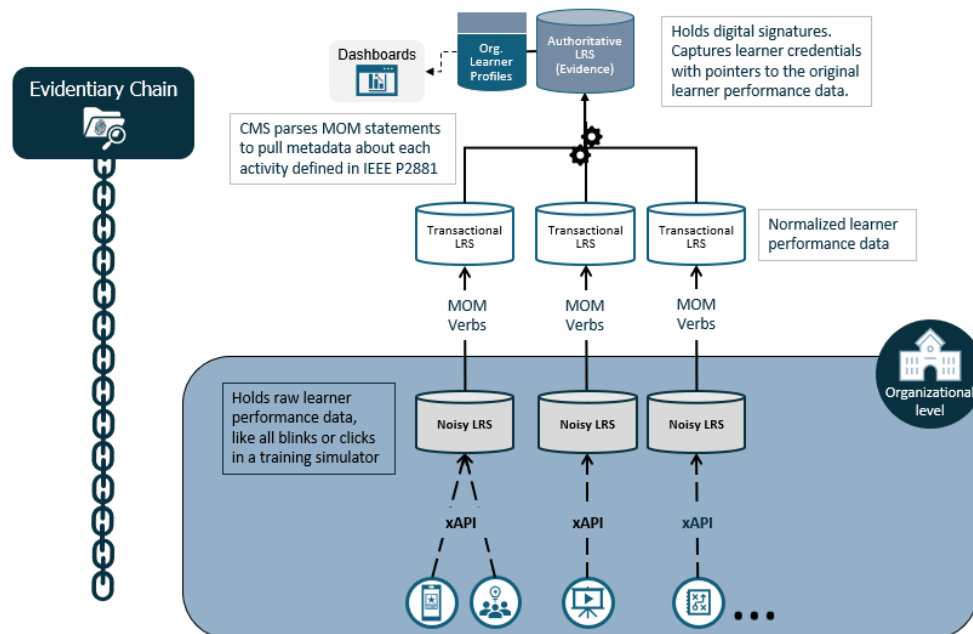 Evidentiary Chain
Dashboards
Org.
Learner
Profiles
Authoritative
LRS
(Evidence)
Holds digital signatures.
Captures learner credentials
with pointers to the original
learner performance data.
CMS parses MOM statements
to pull metadata about each
activity defined in IEEE P2881
Transactional
LRS
Transactional
LRS
Transactional
LRS
Normalized learner
performance data
MOM
Verbs
MOM
Verbs
MOM
Verbs
Organizational
level
Holds raw learner
performance data,
like all blinks or clicks
in a training simulator
Noisy LRS
Noisy LRS
Noisy LRS
xAPI
xAPI
xAPI